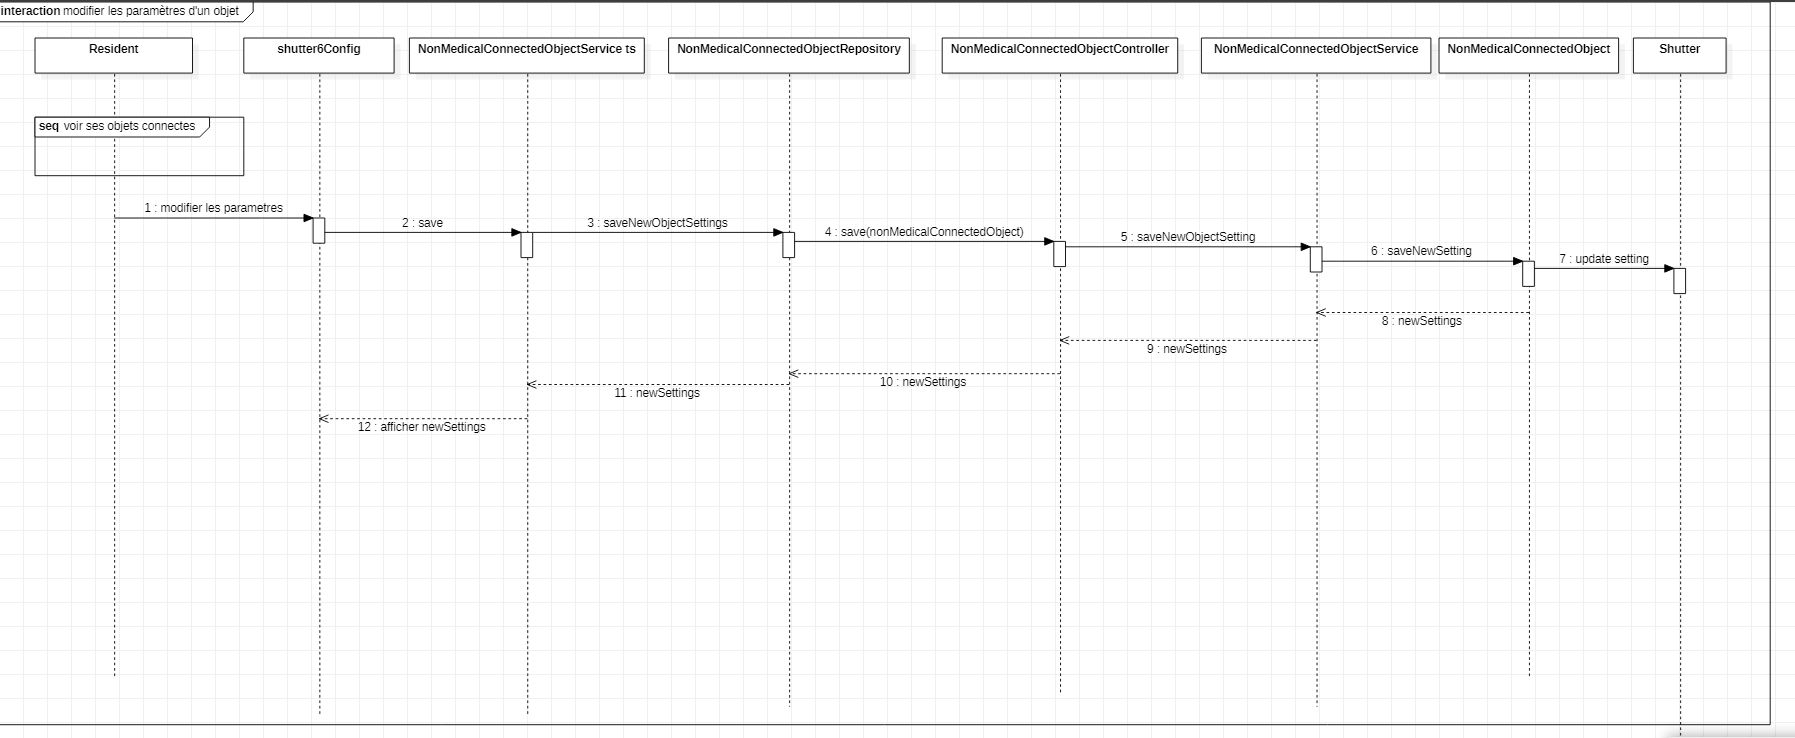 interaction modifier les paramètres d'un objet
Resident
shutter6Config
NonMedicalConnectedObjectService ts
NonMedicalConnectedObjectRepository
NonMedicalConnectedObjectController
NonMedicalConnectedObjectService
NonMedicalConnectedObject
Shutter
seq voir ses objets connectes
1 : modifier les parametres
2 : save
3 : saveNewObjectSettings
4 : save(nonMedicalConnectedObject)
5 : saveNewObjectSetting
6 : saveNewSetting
7 : update setting
8 : newSettings
9 : newSettings
10 : newSettings
11 : newSettings
12 : afficher newSettings